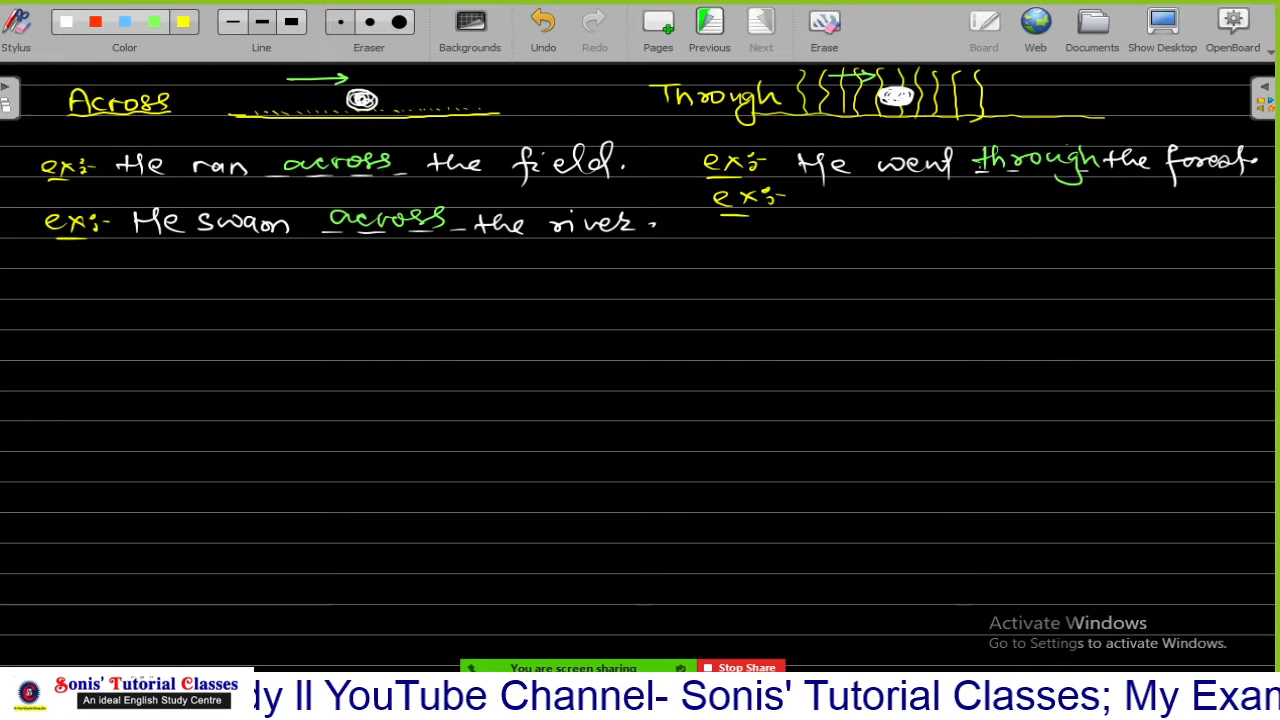 Stylus Color Line Eraser Backgrounds Undo Redo Pages Previous Next Erase Board Web Documents Show Desktop OpenBoard
Across
Through
ex:- He ran across the field.
ex:- He went through the forest.
ex:-
ex:- He swam across the river.
Activate Windows
Go to Settings to activate Windows.
You are screen sharing Stop Share
Sonis' Tutorial Classes
An ideal English Study Centre
dy II YouTube Channel- Sonis' Tutorial Classes; My Exam